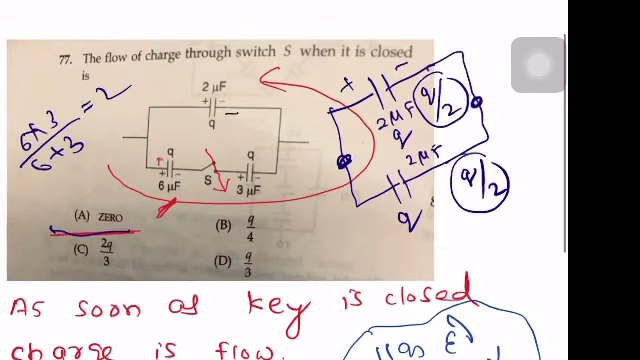 77. The flow of charge through switch S when it is closed
is
2 μF
+ -
q
q
q
+ -
+ -
6 μF
S
3 μF
(A) ZERO
(B) q/4
(C) 2q/3
(D) q/3
6×3/6+3 = 2
+ -
2μF
q/2
q
2μF
q/2
q
As soon as key is closed
charge is flow.